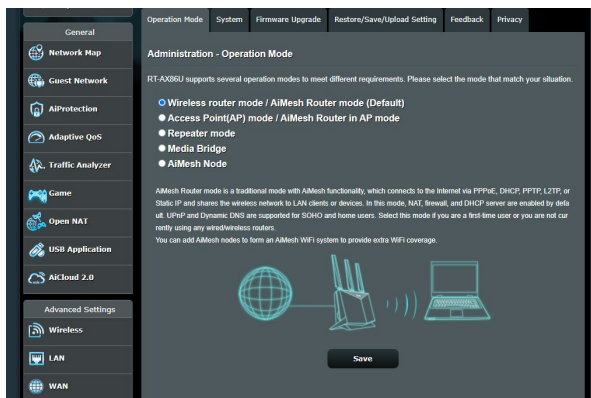 Operation Mode System Firmware Upgrade Restore/Save/Upload Setting Feedback Privacy
General
Network Map
Guest Network
AiProtection
Adaptive QoS
Traffic Analyzer
Game
Open NAT
USB Application
AiCloud 2.0
Advanced Settings
Wireless
LAN
WAN
Administration - Operation Mode
RT-AX86U supports several operation modes to meet different requirements. Please select the mode that match your situation.
Wireless router mode / AiMesh Router mode (Default)
Access Point(AP) mode / AiMesh Router in AP mode
Repeater mode
Media Bridge
AiMesh Node
AiMesh Router mode is a traditional mode with AiMesh functionality, which connects to the Internet via PPPoE, DHCP, PPTP, L2TP, or
Static IP and shares the wireless network to LAN clients or devices. In this mode, NAT, firewall, and DHCP server are enabled by defa
ult. UPnP and Dynamic DNS are supported for SOHO and home users. Select this mode if you are a first-time user or you are not cur
rently using any wired/wireless routers.
You can add AiMesh nodes to form an AiMesh WiFi system to provide extra WiFi coverage.
Save